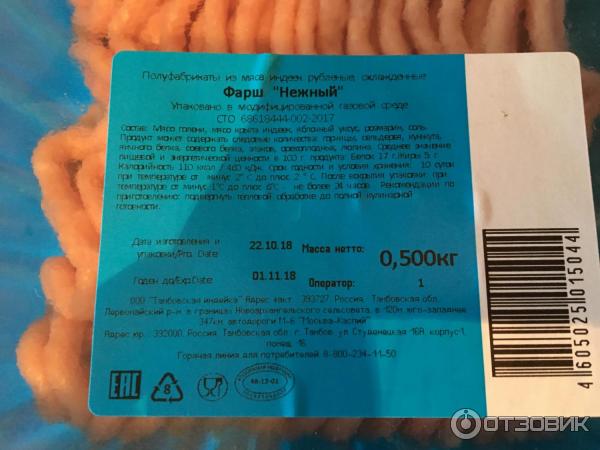 Полуфабрикаты из мяса индеек рубленые, охлажденные
Фарш "Нежный"
Упаковано в модифицированной газовой среде
СТО 68618444-002-2017
Состав: Мясо голени, мясо крыла индеек, яблочный уксус, розмарин, соль.
Продукт может содержать следовые количества: горчицы, сельдерея, кунжута,
яичного белка, соевого белка, злаков, орехоплодных, люпина. Среднее значение
пищевой и энергетической ценности в 100 г продукта: Белок 17 г.Жиры 5 г.
Калорийность 110 ккал / 460 кДж. Срок годности и условия хранения: 10 суток
при температуре от минус 2° С до плюс 2 ° С. После вскрытия упаковки: при
температуре от минус 1°С до плюс 6°С - не более 24 часов. Рекомендации по
приготовлению: подвергнуть тепловой обработке до полной кулинарной
готовности.
Дата изготовления и
упаковки/Pro. Date 22.10.18 Масса нетто: 0,500кг
Годен до/Exp.Date 01.11.18 Оператор: 1
ООО "Тамбовская индейка" Адрес факт.: 393727, Россия, Тамбовская обл.,
Первомайский р-н, в границах Новоархангельского сельсовета, в 120м юго-западнее
347км. автодороги М-6 "Москва-Каспий"
Адрес юр.: 392000, Россия, Тамбовская обл., г. Тамбов, ул. Студенецкая 16А, корпус1,
помещ. 16
Горячая линия для потребителей 8-800-234-11-50
EAC 8 68-12-01
4 605025 015044
ОТЗОВИК